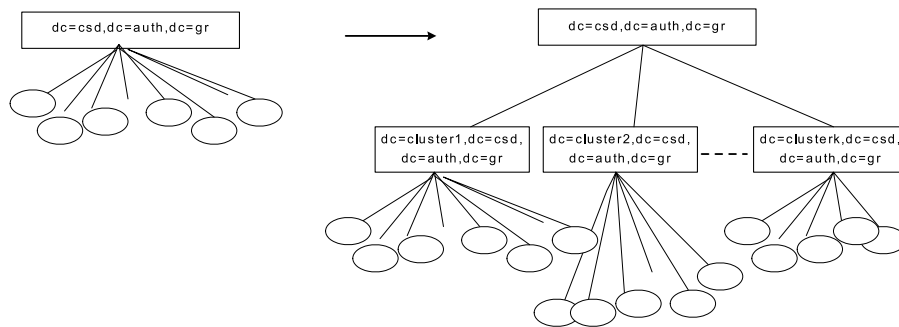 dc=csd,dc=auth,dc=gr
dc=csd,dc=auth,dc=gr
dc=cluster1,dc=csd,
dc=auth,dc=gr
dc=cluster2,dc=csd,
dc=auth,dc=gr
dc=clusterk,dc=csd,
dc=auth,dc=gr